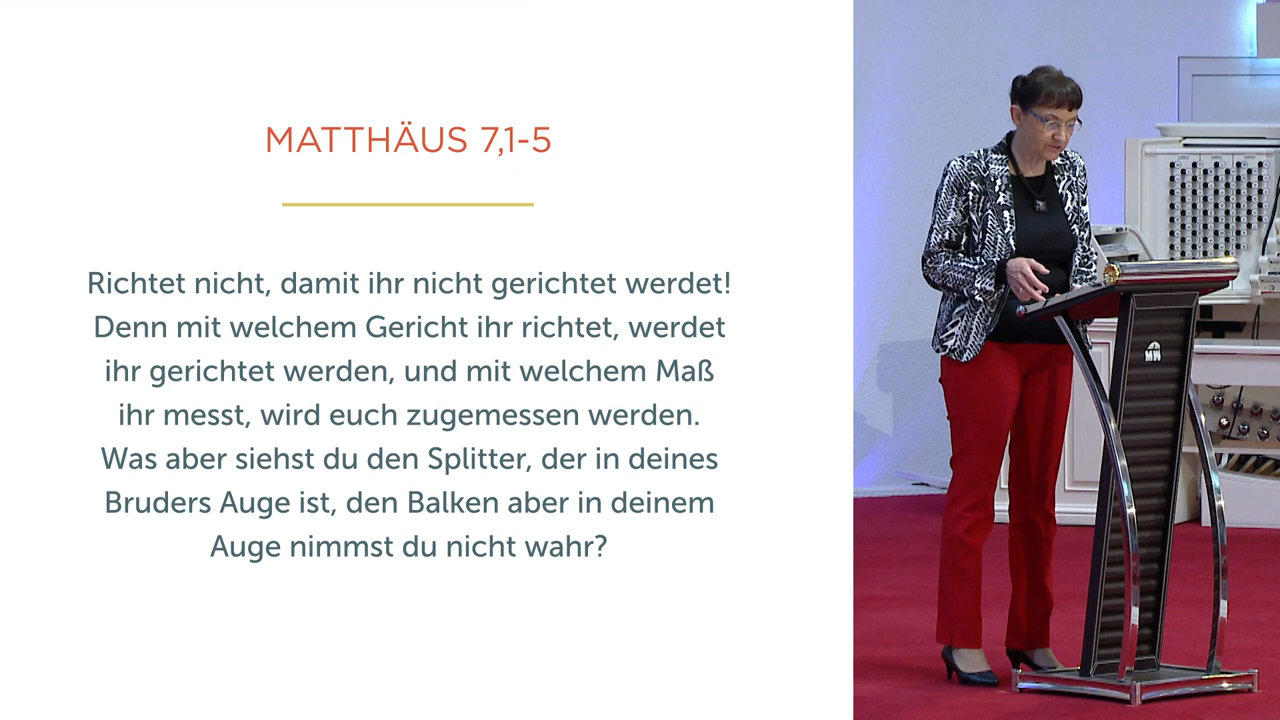 MATTHÄUS 7,1-5
Richtet nicht, damit ihr nicht gerichtet werdet!
Denn mit welchem Gericht ihr richtet, werdet
ihr gerichtet werden, und mit welchem Maß
ihr messt, wird euch zugemessen werden.
Was aber siehst du den Splitter, der in deines
Bruders Auge ist, den Balken aber in deinem
Auge nimmst du nicht wahr?
MW